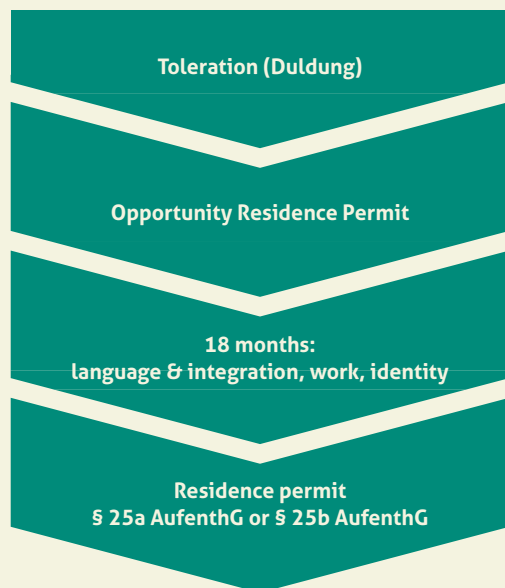 Toleration (Duldung)
Opportunity Residence Permit
18 months:
language & integration, work, identity
Residence permit
§ 25a AufenthG or § 25b AufenthG